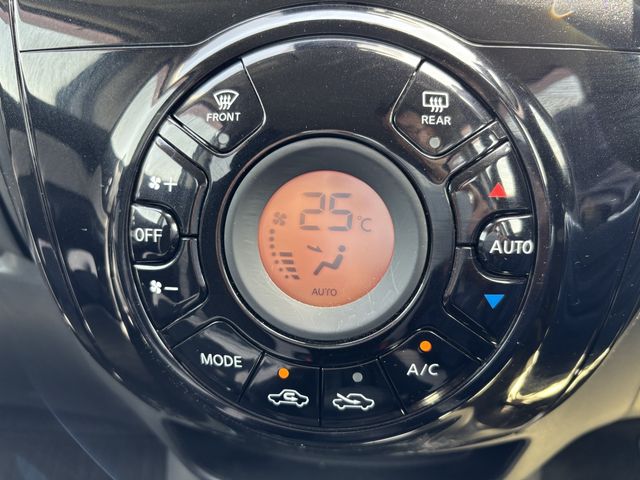 FRONT
REAR
+
25°C
OFF
AUTO
-
AUTO
MODE
A/C